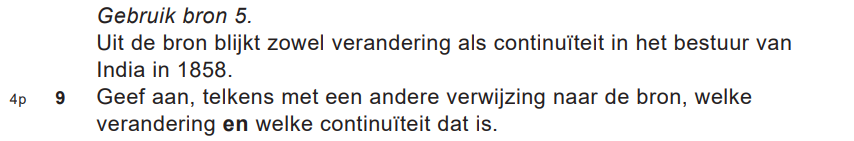 Gebruik bron 5.
Uit de bron blijkt zowel verandering als continuïteit in het bestuur van
India in 1858.
4p 9 Geef aan, telkens met een andere verwijzing naar de bron, welke
verandering en welke continuïteit dat is.